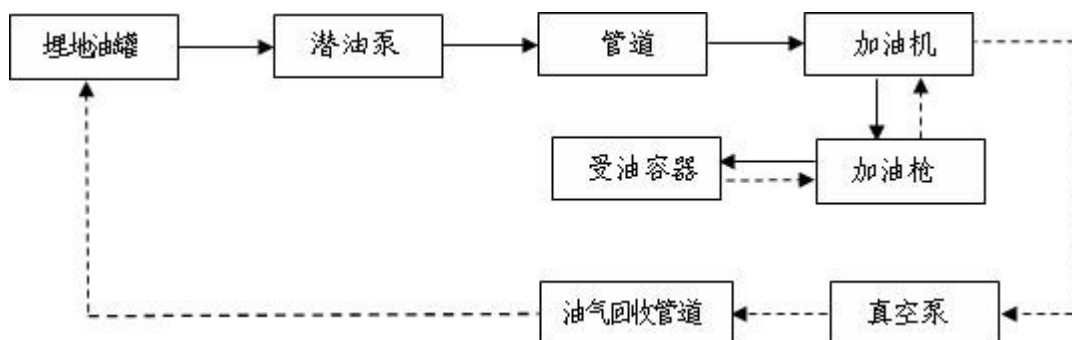 埋地油罐
潜油泵
管道
加油机
受油容器
加油枪
油气回收管道
真空泵